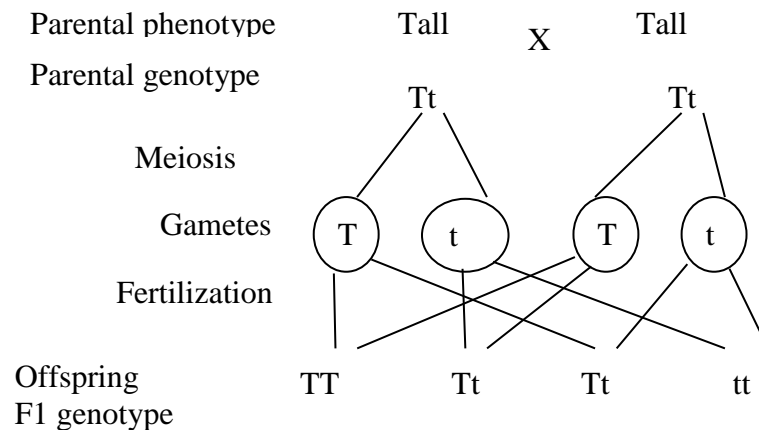 Parental phenotype Tall X Tall
Parental genotype
Tt Tt
Meiosis
Gametes T t T t
Fertilization
Offspring TT Tt Tt tt
F1 genotype